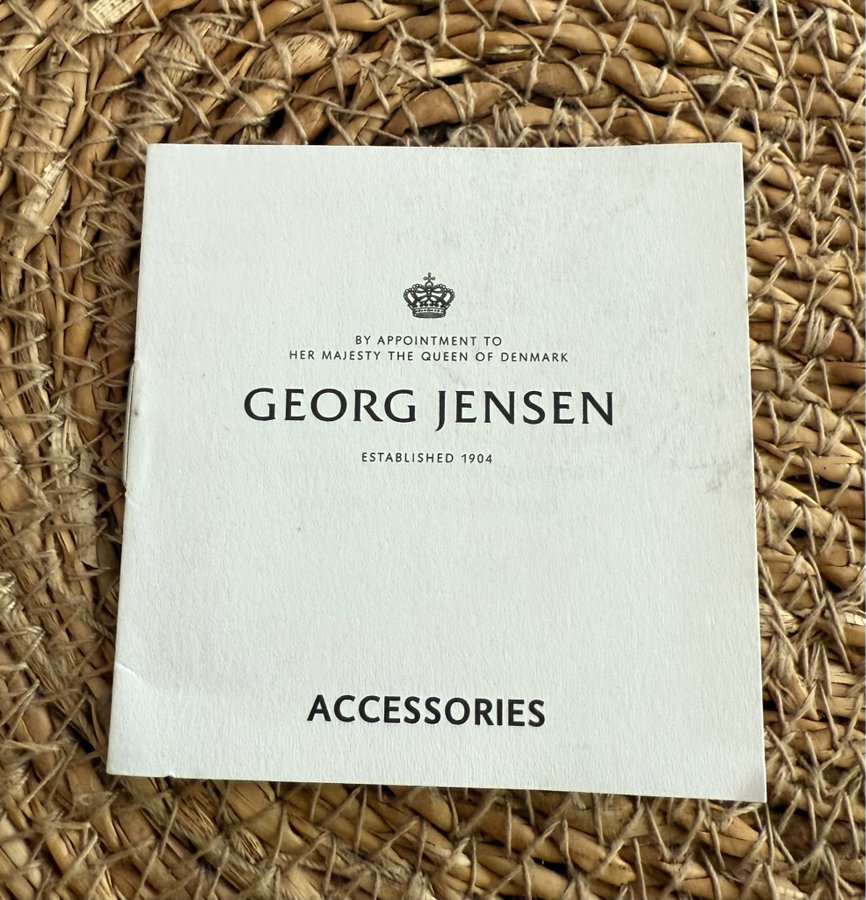 BY APPOINTMENT TO
HER MAJESTY THE QUEEN OF DENMARK
GEORG JENSEN
ESTABLISHED 1904
ACCESSORIES